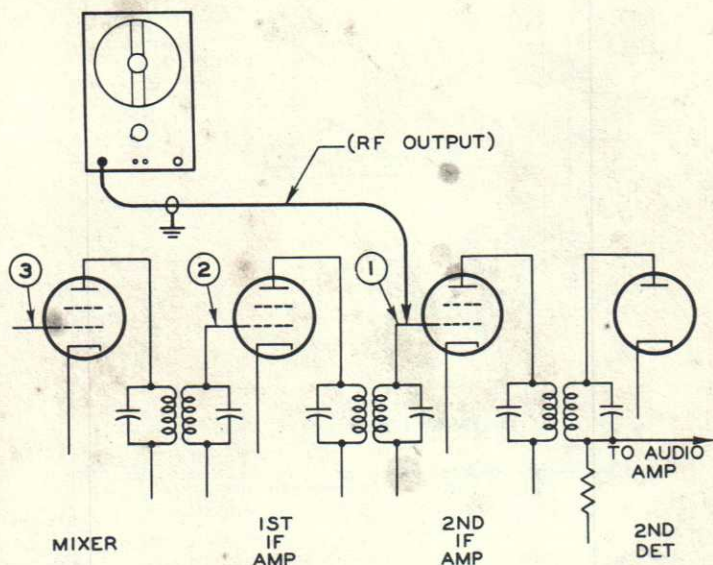 (RF OUTPUT)
3
2
1
TO AUDIO
AMP
MIXER
1ST
IF
AMP
2ND
IF
AMP
2ND
DET